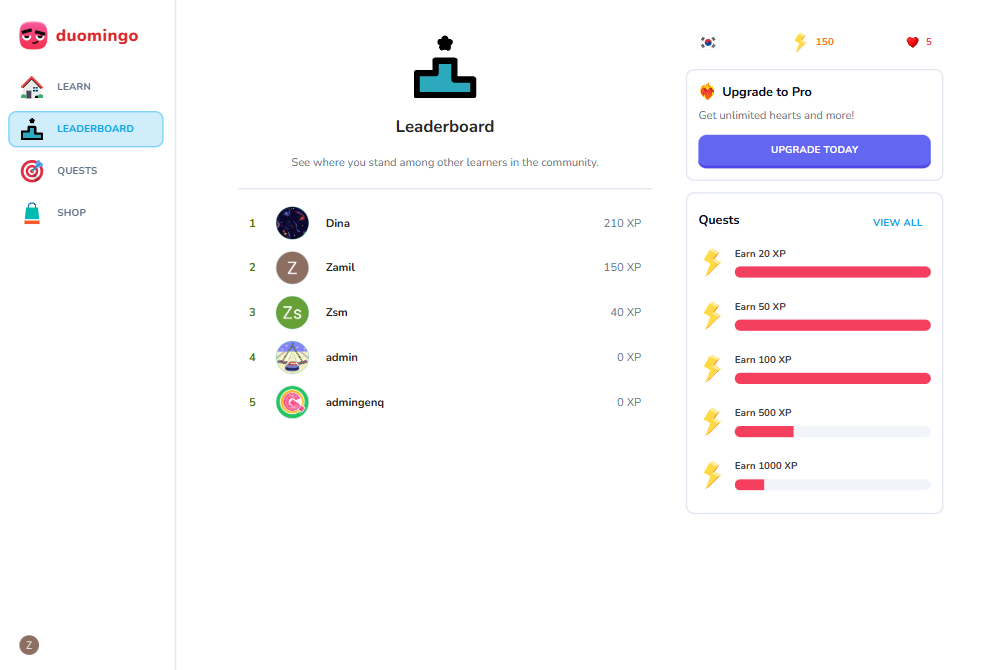 duomingo
LEARN
LEADERBOARD
QUESTS
SHOP
Z
Leaderboard
See where you stand among other learners in the community.
1 Dina 210 XP
2 Z Zamil 150 XP
3 Zs Zsm 40 XP
4 admin 0 XP
5 admingenq 0 XP
150 5
Upgrade to Pro
Get unlimited hearts and more!
UPGRADE TODAY
Quests VIEW ALL
Earn 20 XP
Earn 50 XP
Earn 100 XP
Earn 500 XP
Earn 1000 XP